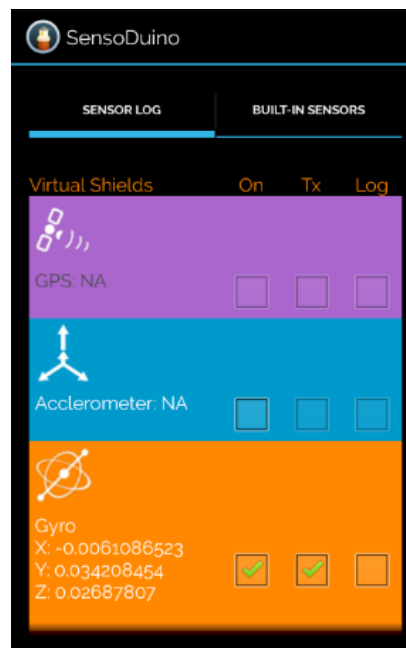 SensoDuino
SENSOR LOG BUILT-IN SENSORS
Virtual Shields On Tx Log
GPS: NA
Acclerometer: NA
Gyro
X: -0.0061086523
Y: 0.034208454
Z: 0.02687807